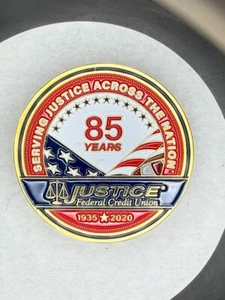 SERVING JUSTICE ACROSS THE NATION
85
YEARS
JUSTICE
Federal Credit Union
1935 ★ 2020